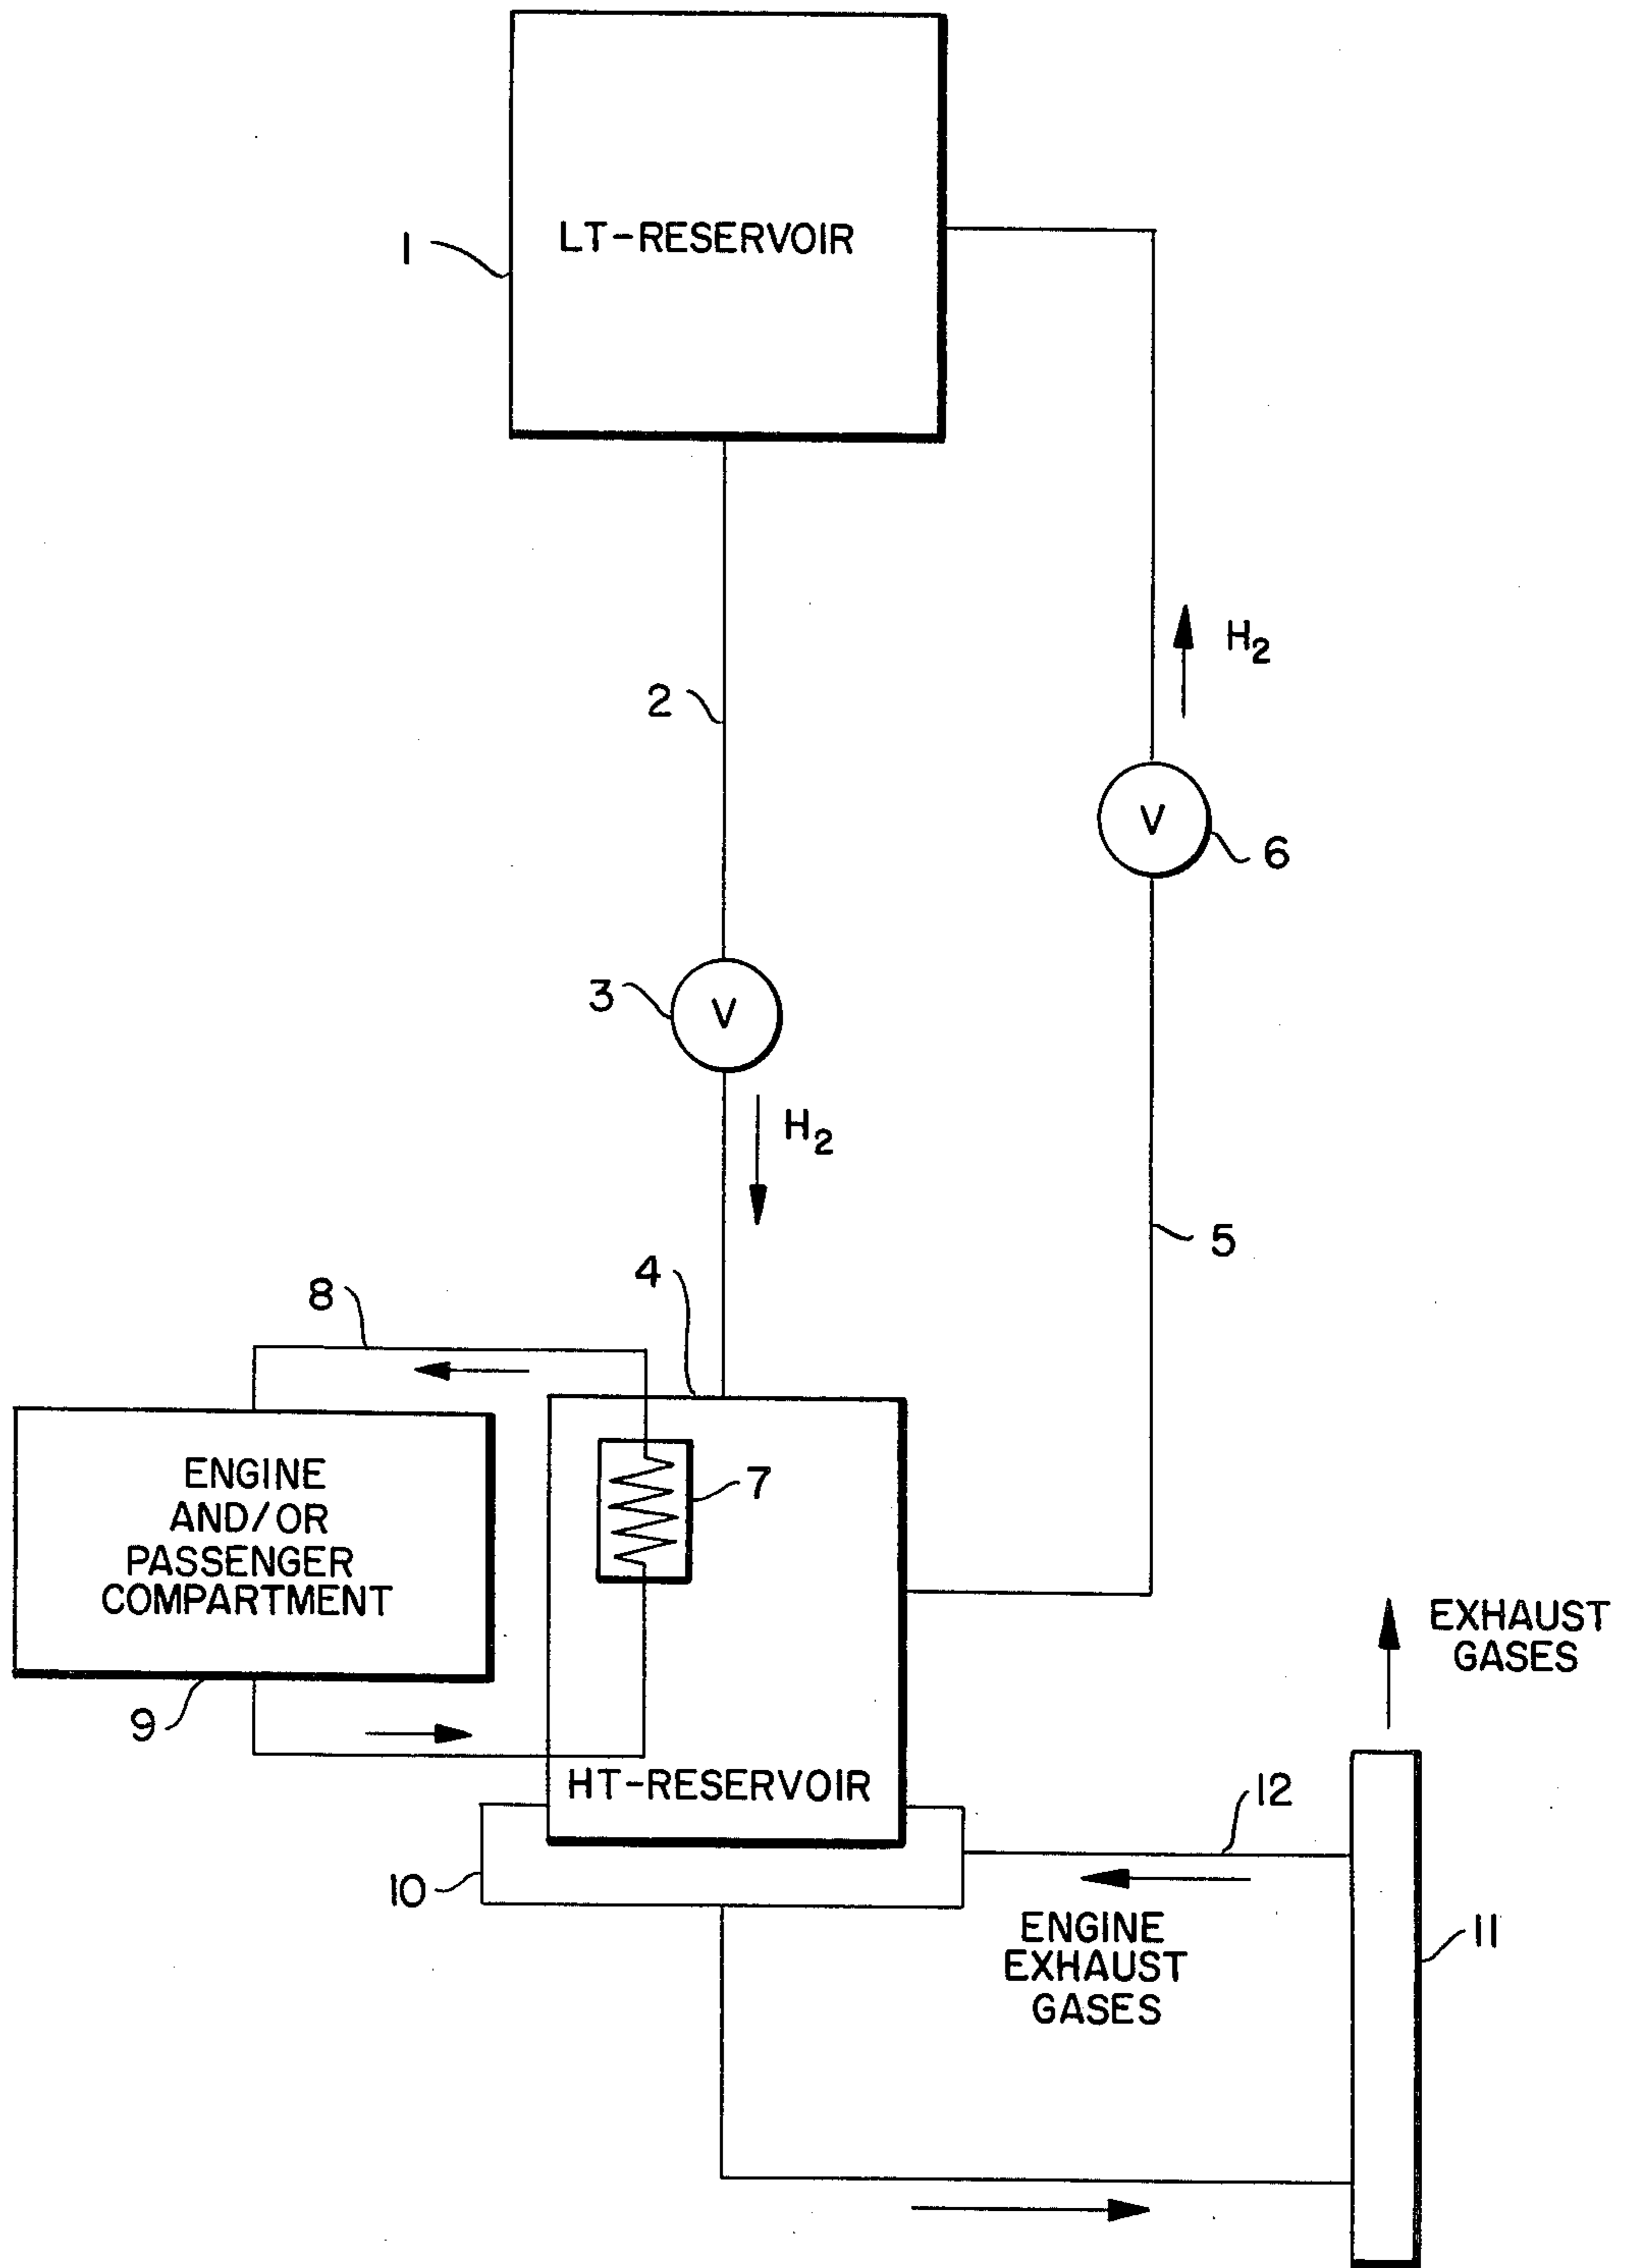 LT-RESERVOIR
1
H2
2
V
6
3
V
H2
5
4
8
ENGINE
AND/OR
PASSENGER
COMPARTMENT
7
EXHAUST
GASES
9
HT-RESERVOIR
12
10
ENGINE
EXHAUST
GASES
11